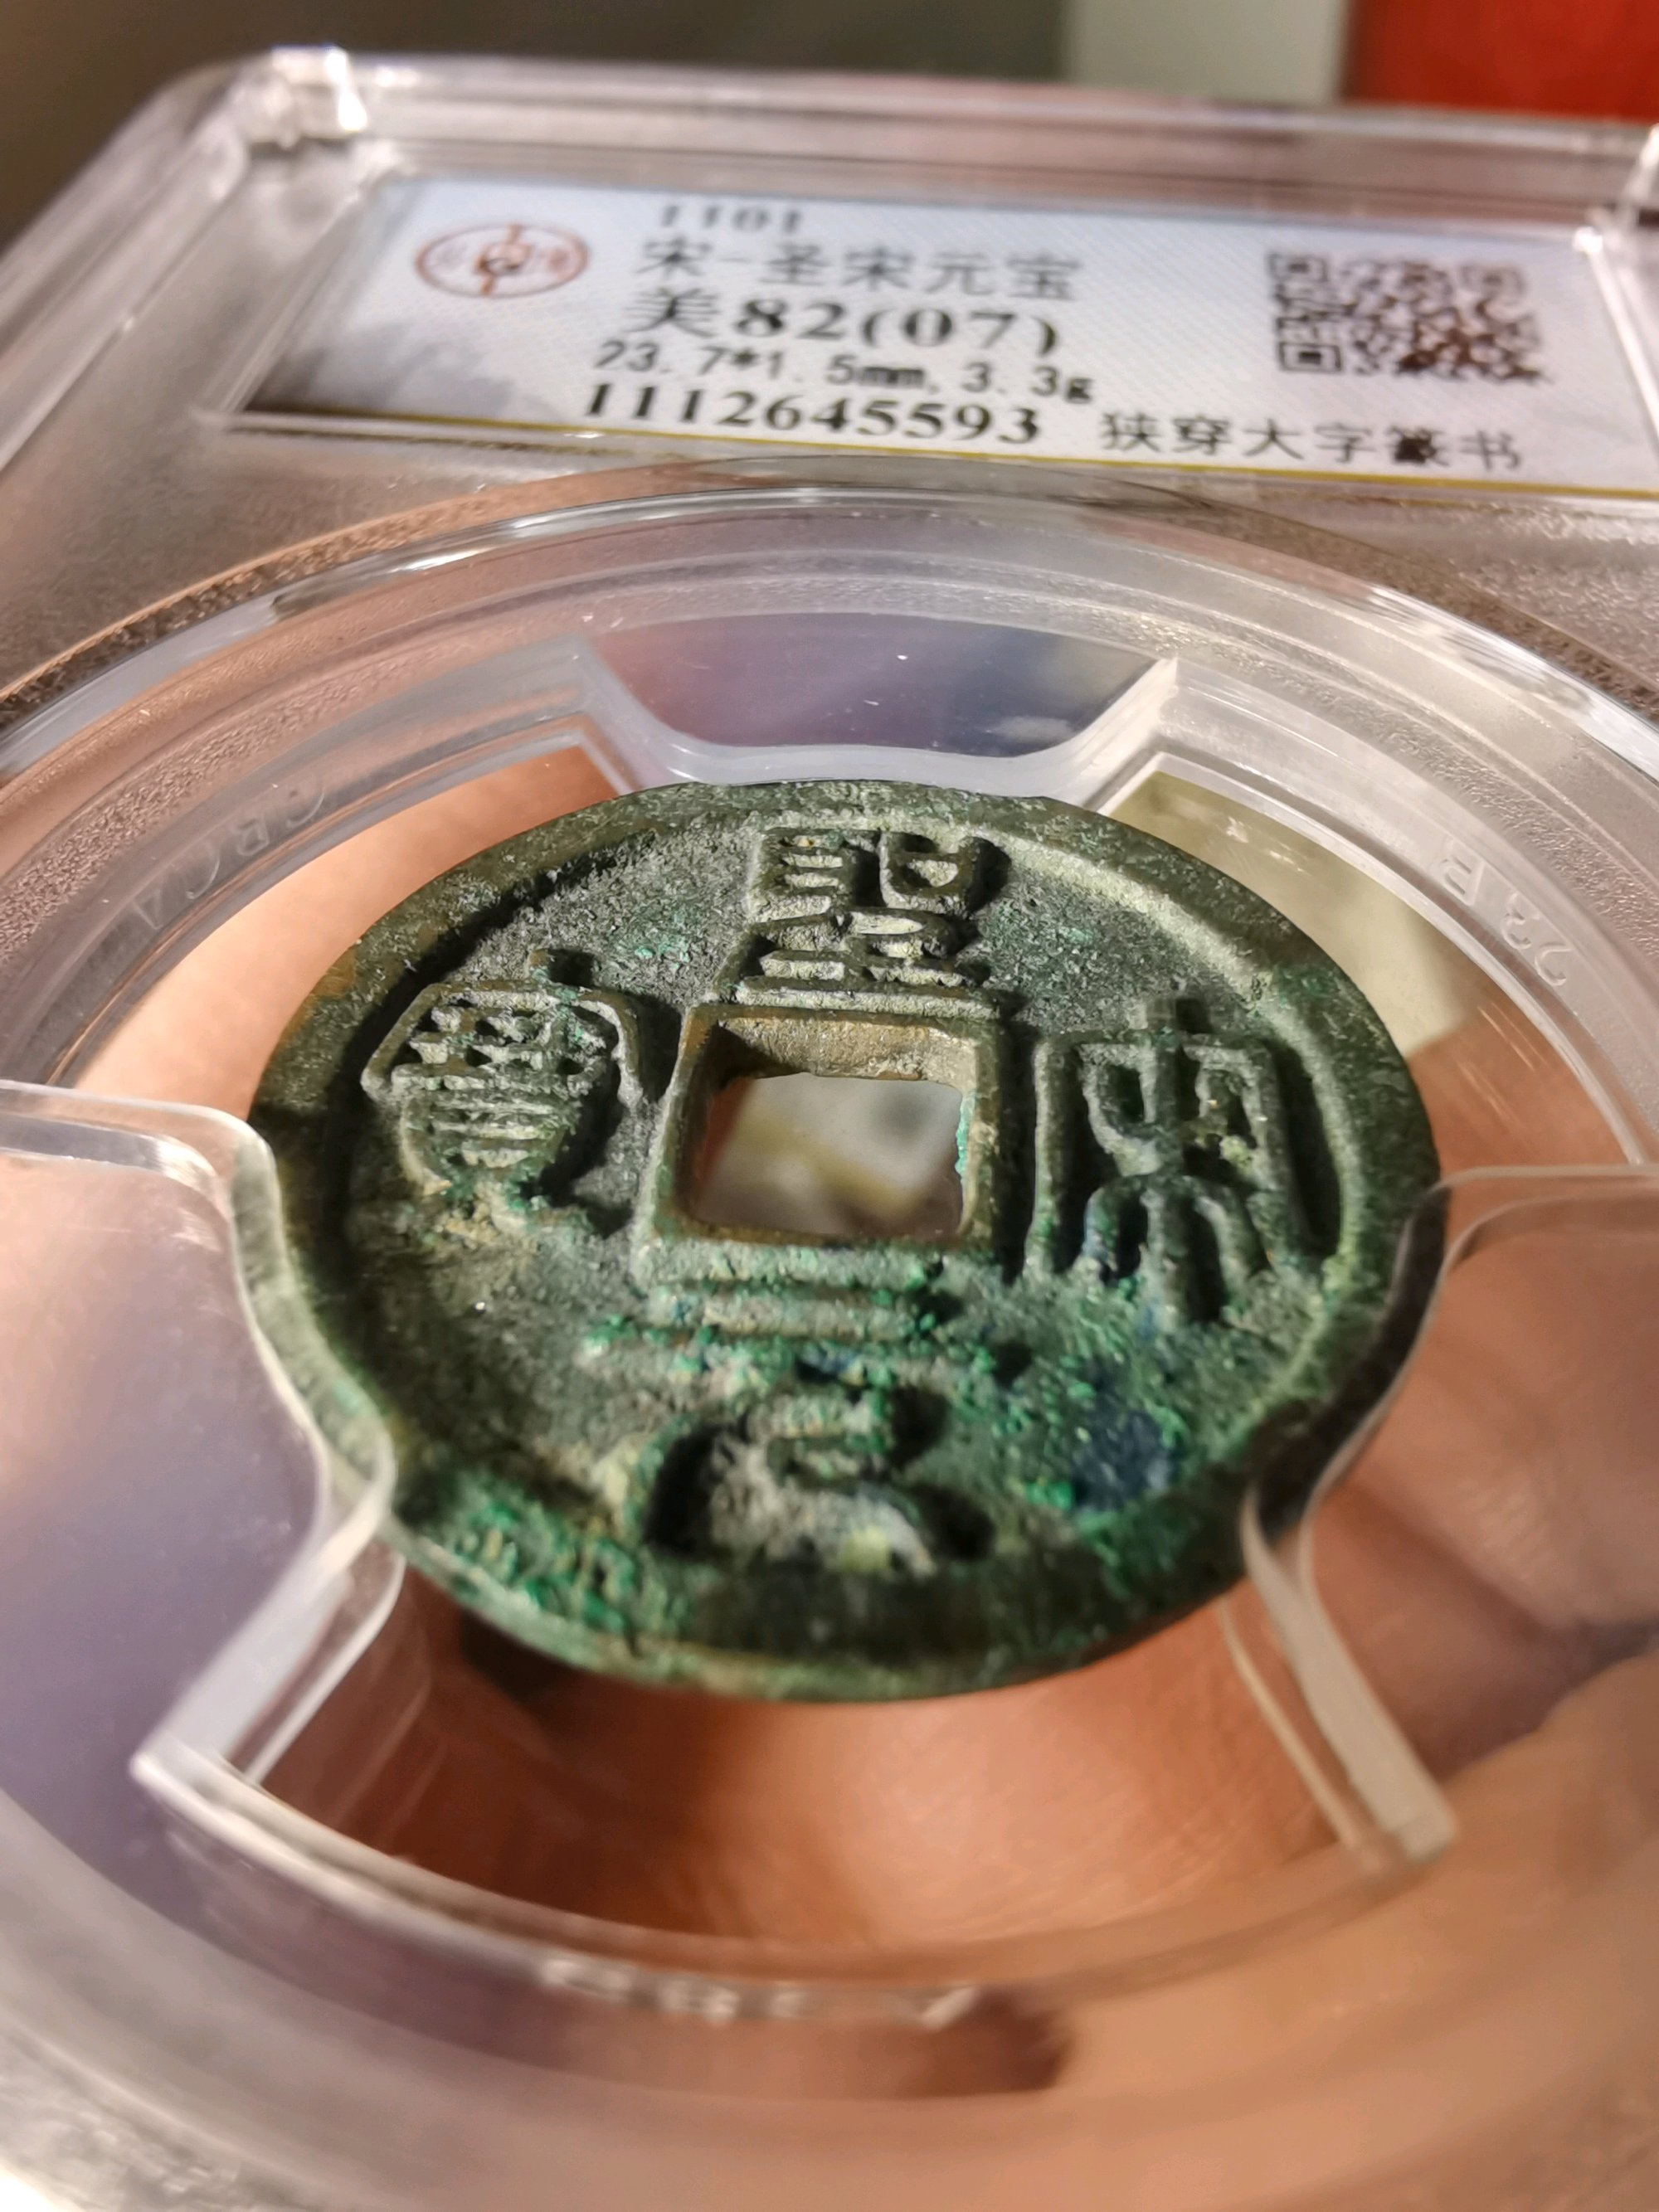 1101
宋-圣宋元宝
美82(07)
23.7*1.5mm,3.3g
1112645593 狭穿大字篆书
聖
宋
元
寶
GBCA